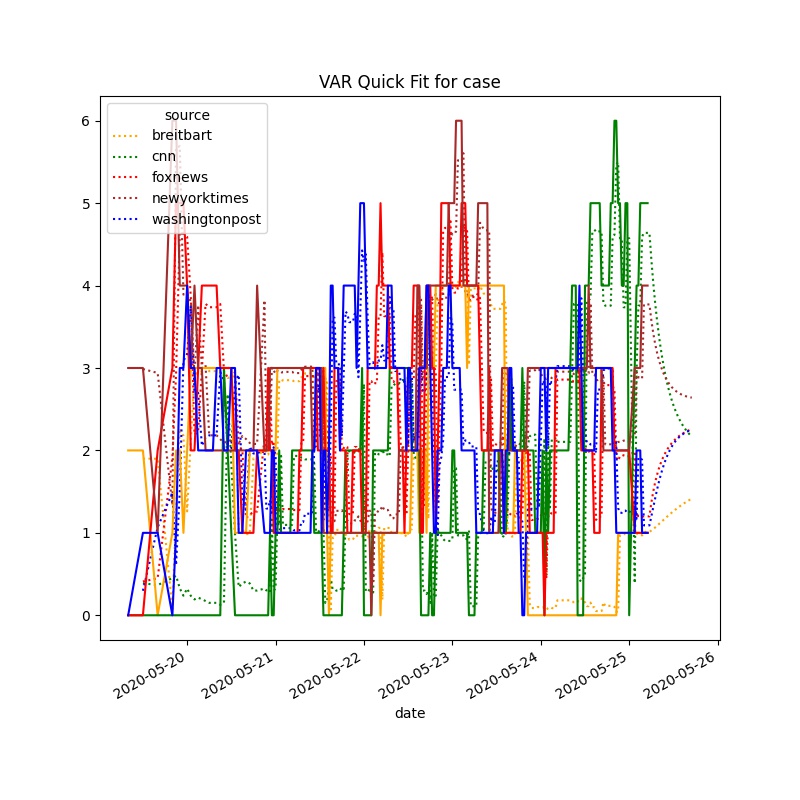 VAR Quick Fit for case
source
breitbart
cnn
foxnews
newyorktimes
washingtonpost
6
5
4
3
2
1
0
2020-05-20
2020-05-21
2020-05-22
2020-05-23
2020-05-24
2020-05-25
2020-05-26
date